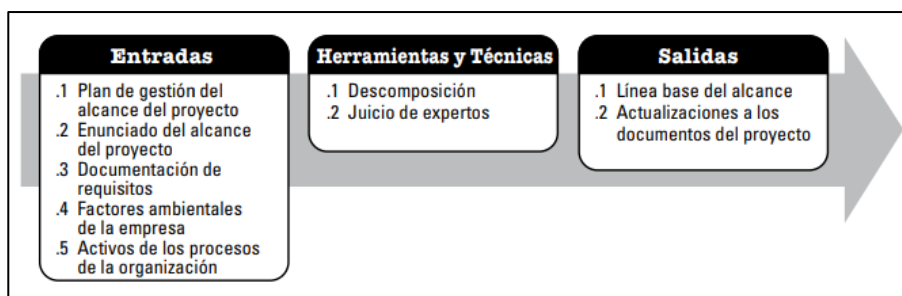 Entradas
.1 Plan de gestión del
alcance del proyecto
.2 Enunciado del alcance
del proyecto
.3 Documentación de
requisitos
.4 Factores ambientales
de la empresa
.5 Activos de los procesos
de la organización
Herramientas y Técnicas
.1 Descomposición
.2 Juicio de expertos
Salidas
.1 Línea base del alcance
.2 Actualizaciones a los
documentos del proyecto